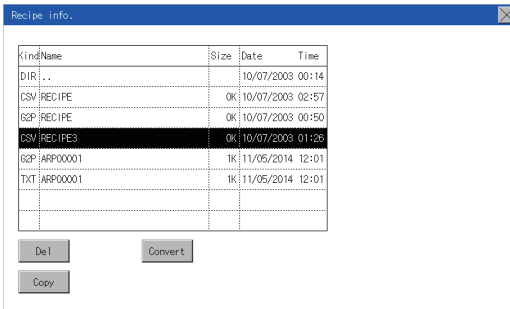 Recipe info.
Kind Name Size Date Time
DIR .. 10/07/2003 00:14
CSV RECIPE 0K 10/07/2003 02:57
G2P RECIPE 0K 10/07/2003 00:50
CSV RECIPE3 0K 10/07/2003 01:26
G2P ARP00001 1K 11/05/2014 12:01
TXT ARP00001 1K 11/05/2014 12:01
Del Convert
Copy